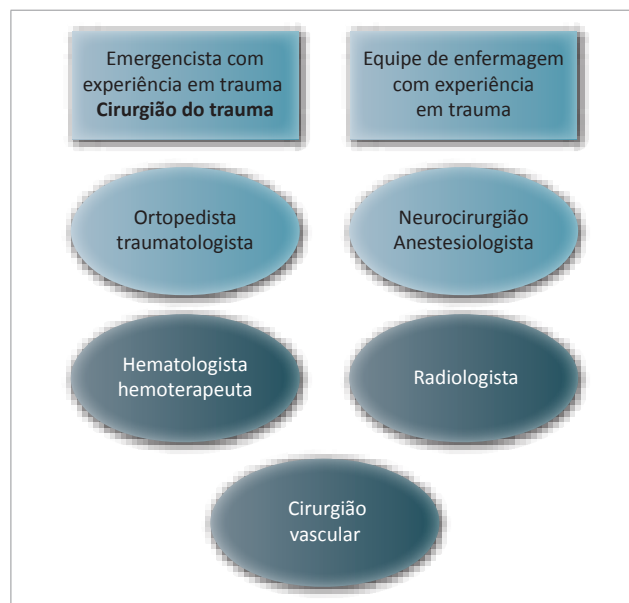 Emergencista com
experiência em trauma
Cirurgião do trauma
Equipe de enfermagem
com experiência
em trauma
Ortopedista
traumatologista
Neurocirurgião
Anestesiologista
Hematologista
hemoterapeuta
Radiologista
Cirurgião
vascular